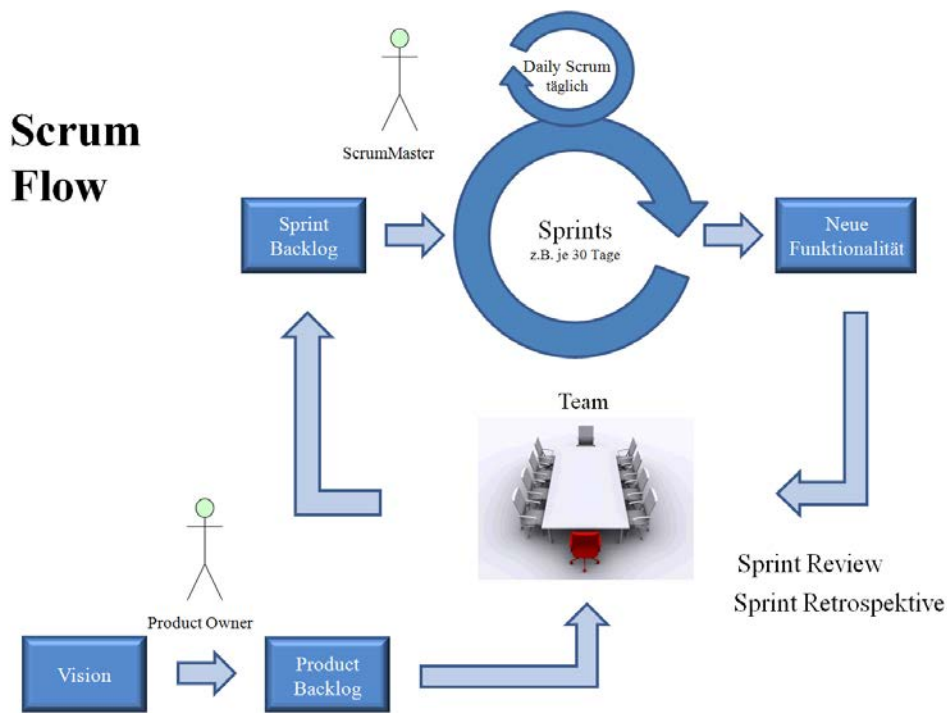 Scrum
Flow
Daily Scrum
täglich
ScrumMaster
Sprint
Backlog
Sprints
z.B. je 30 Tage
Neue
Funktionalität
Team
Sprint Review
Sprint Retrospektive
Product Owner
Vision
Product
Backlog